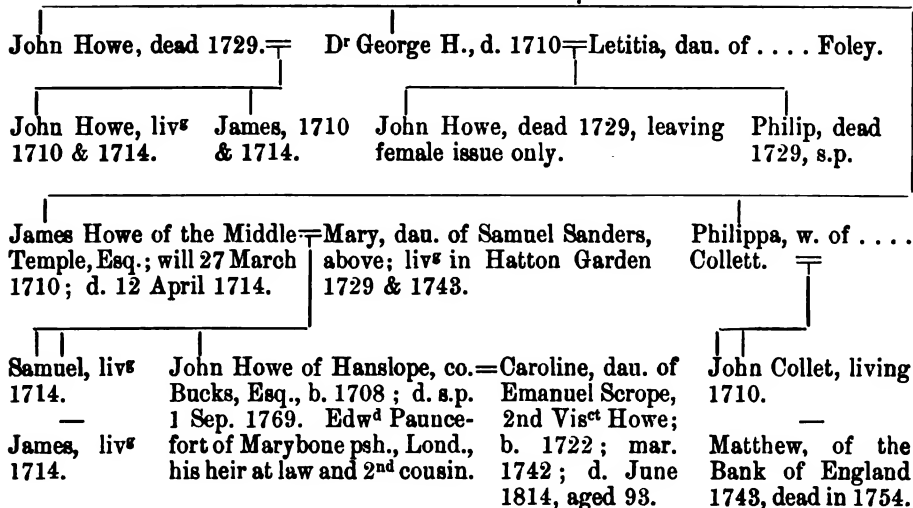 John Howe, dead 1729.
Dr George H., d. 1710
Letitia, dau. of . . . . Foley.
John Howe, livg
1710 & 1714.
James, 1710
& 1714.
John Howe, dead 1729, leaving
female issue only.
Philip, dead
1729, s.p.
James Howe of the Middle
Temple, Esq.; will 27 March
1710; d. 12 April 1714.
Mary, dau. of Samuel Sanders,
above; livg in Hatton Garden
1729 & 1743.
Philippa, w. of . . . .
Collett.
Samuel, livg
1714.
—
James, livg
1714.
John Howe of Hanslope, co.
Bucks, Esq., b. 1708; d. s.p.
1 Sep. 1769. Edwd Paunce-
fort of Marybone psh., Lond.,
his heir at law and 2nd cousin.
Caroline, dau. of
Emanuel Scrope,
2nd Visct Howe;
b. 1722; mar.
1742; d. June
1814, aged 93.
John Collet, living
1710.
—
Matthew, of the
Bank of England
1743, dead in 1754.